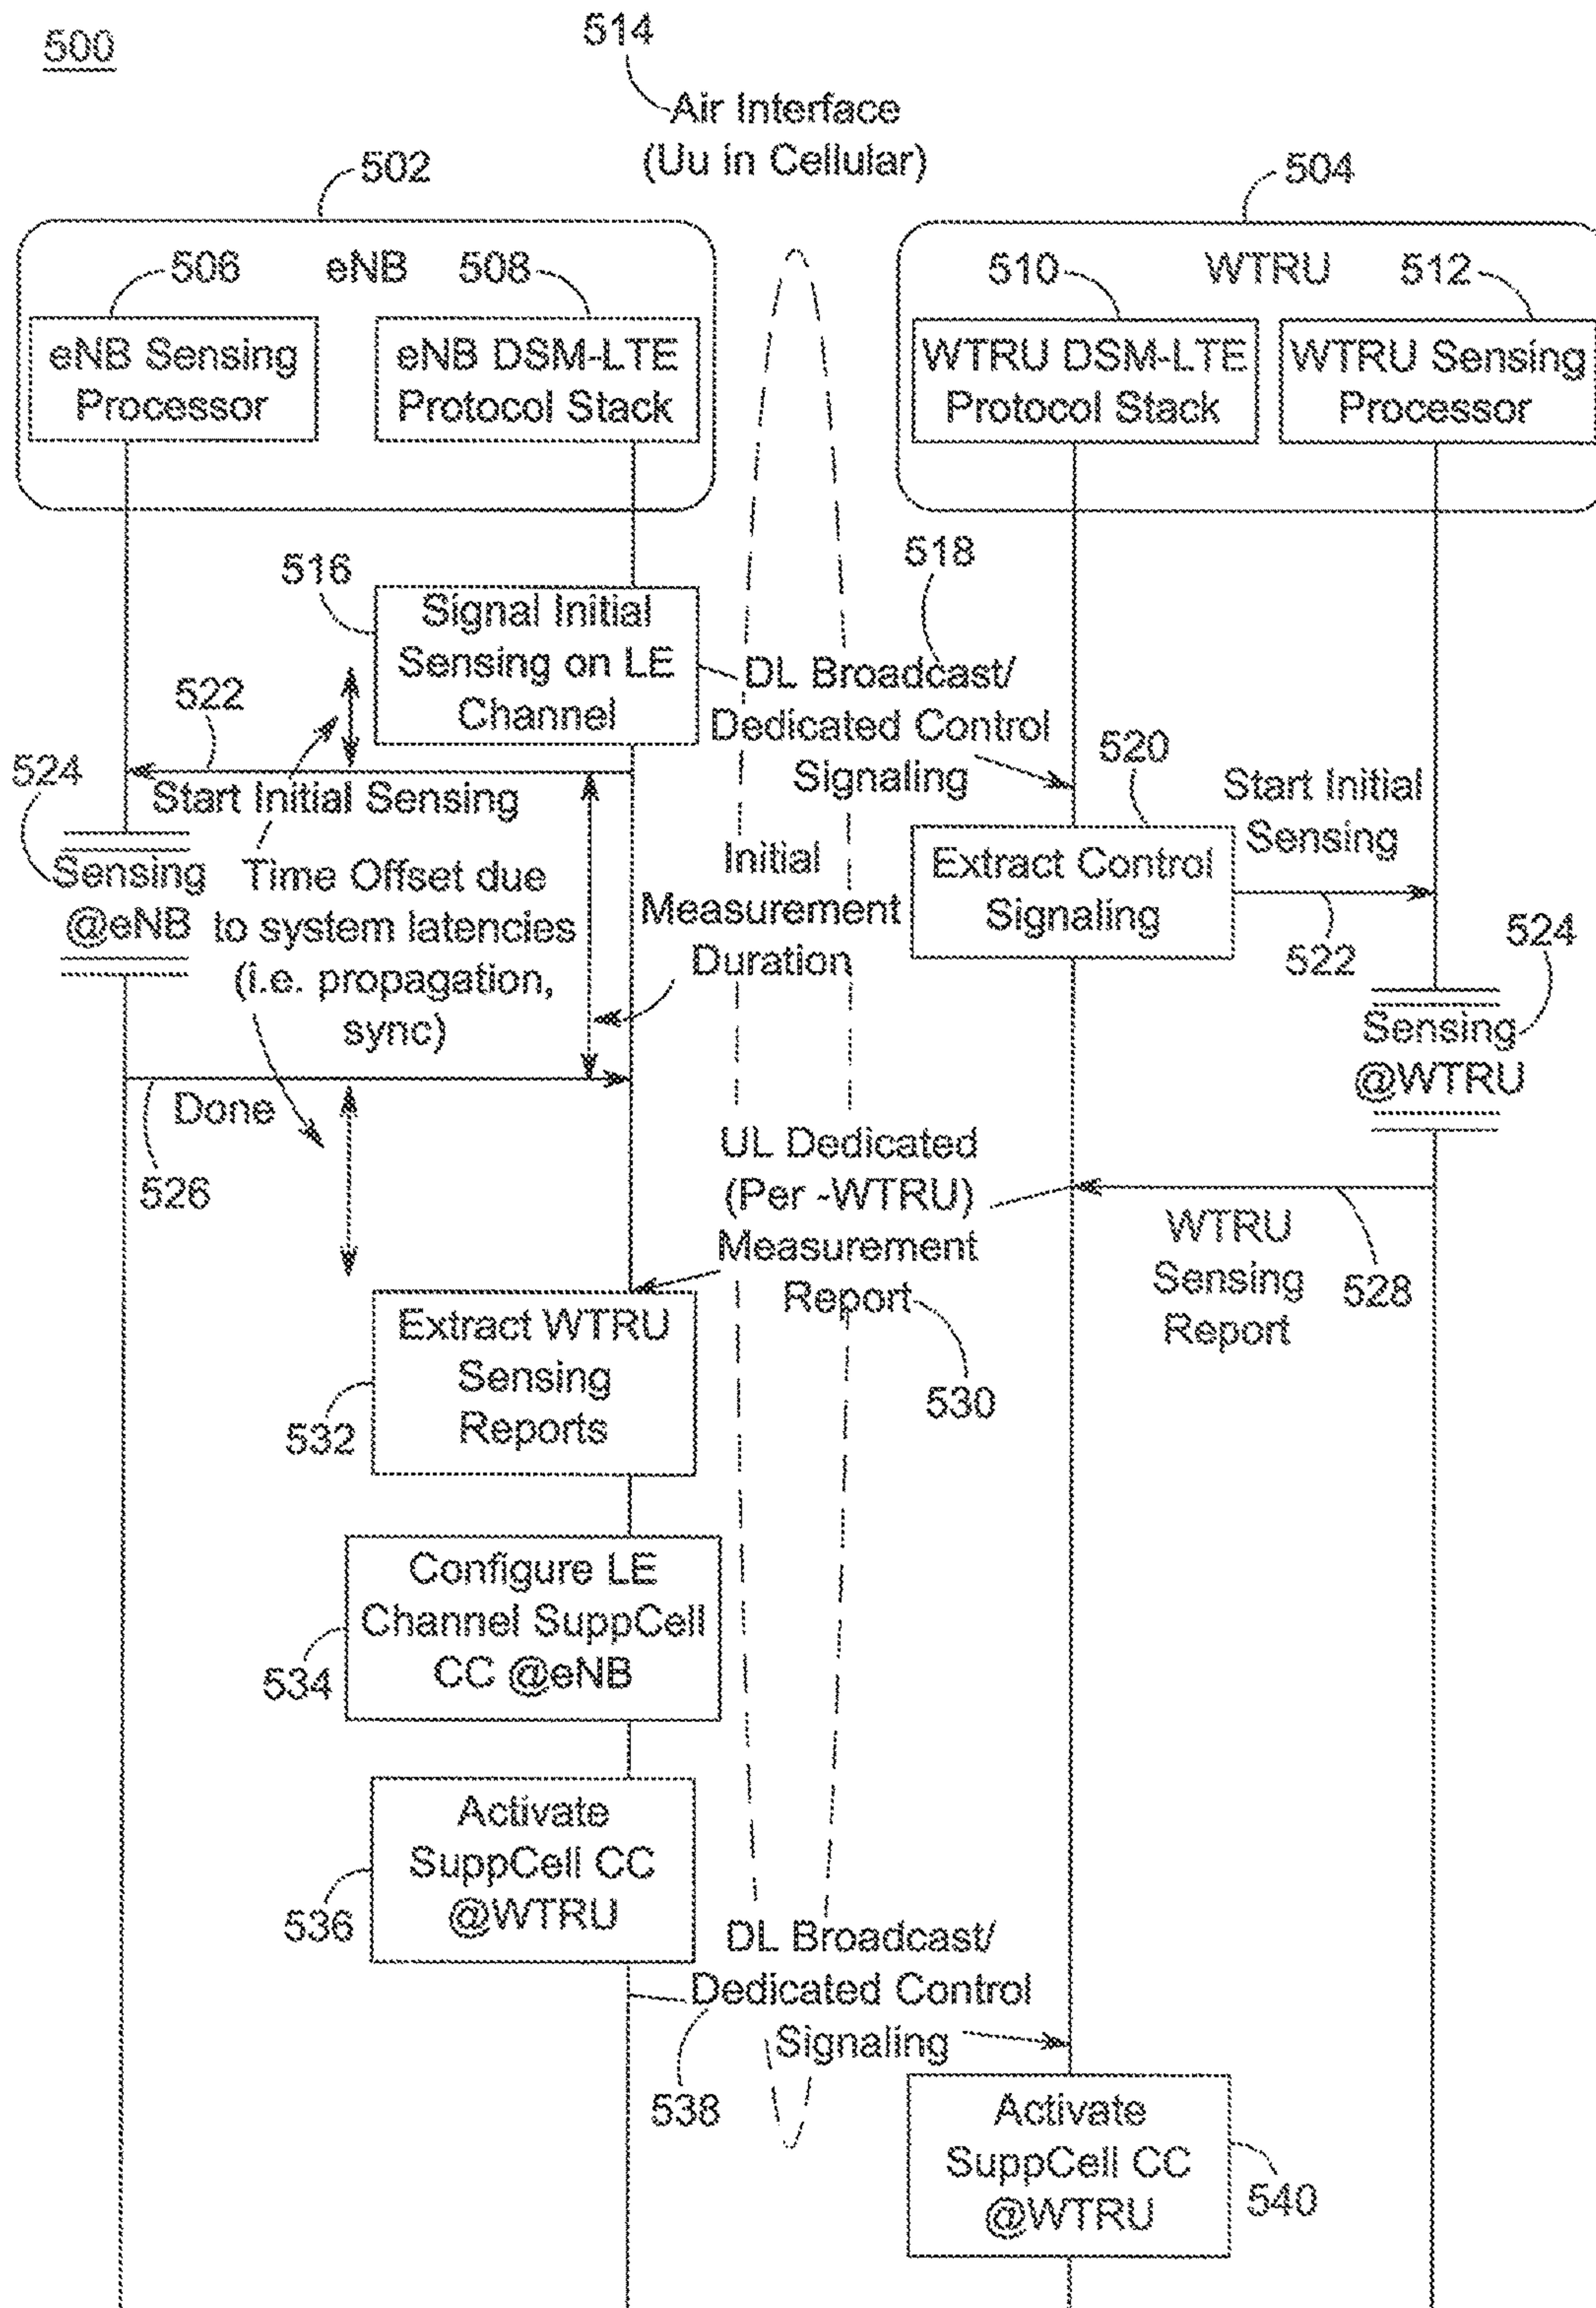 500
514
Air Interface
(Uu in Cellular)
502
504
506
eNB
508
510
WTRU
512
eNB Sensing
Processor
eNB DSM-LTE
Protocol Stack
WTRU DSM-LTE
Protocol Stack
WTRU Sensing
Processor
516
Signal Initial
Sensing on LE
Channel
518
DL Broadcast/
Dedicated Control
Signaling
522
524
Start Initial Sensing
520
Start Initial
Sensing
Sensing
@eNB
Time Offset due
to system latencies
(i.e. propagation,
sync)
Initial
Measurement
Duration
Extract Control
Signaling
522
524
Sensing
@WTRU
Done
526
UL Dedicated
(Per -WTRU)
Measurement
Report
530
WTRU
Sensing
Report
528
Extract WTRU
Sensing
Reports
532
Configure LE
Channel SuppCell
CC @eNB
534
Activate
SuppCell CC
@WTRU
536
DL Broadcast/
Dedicated Control
Signaling
538
Activate
SuppCell CC
@WTRU
540